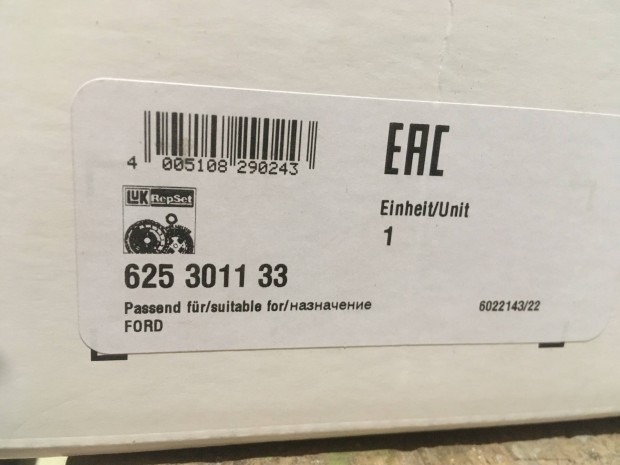 4 005108 290243
EAC
LuK RepSet
Einheit/Unit
1
625 3011 33
Passend für/suitable for/назначение
FORD
6022143/22